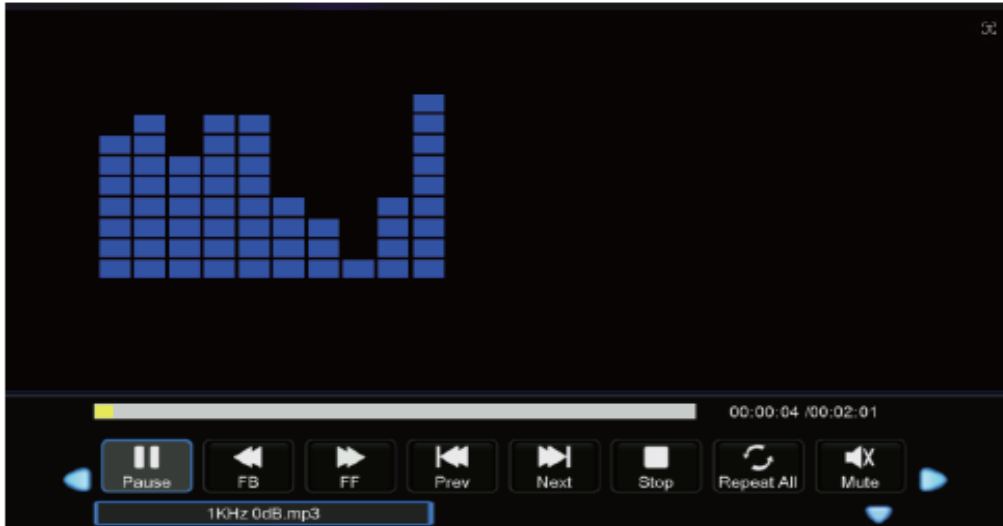 00:00:04 /00:02:01
Pause FB FF Prev Next Stop Repeat All Mute
1KHz 0dB.mp3